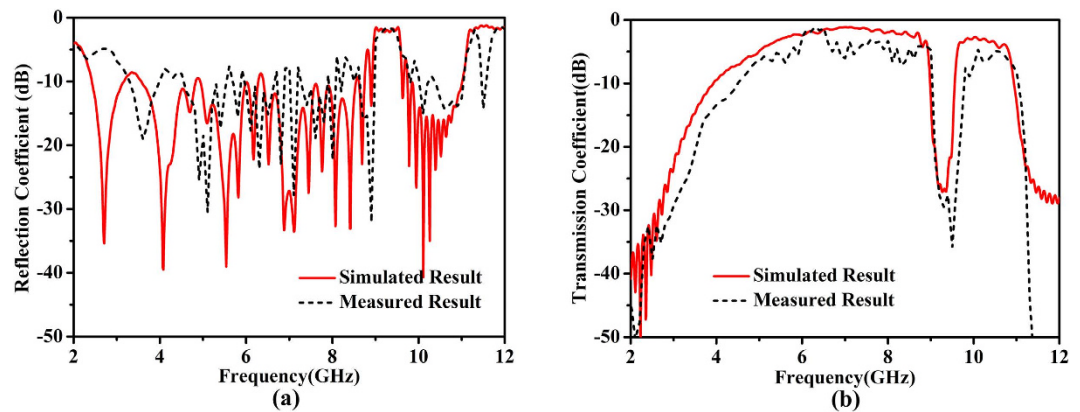 0
-10
-20
-30
-40
-50
Reflection Coefficient (dB)
Simulated Result
Measured Result
2
4
6
8
10
12
Frequency(GHz)
(a)
0
-10
-20
-30
-40
-50
Transmission Coefficient(dB)
Simulated Result
Measured Result
2
4
6
8
10
12
Frequency(GHz)
(b)